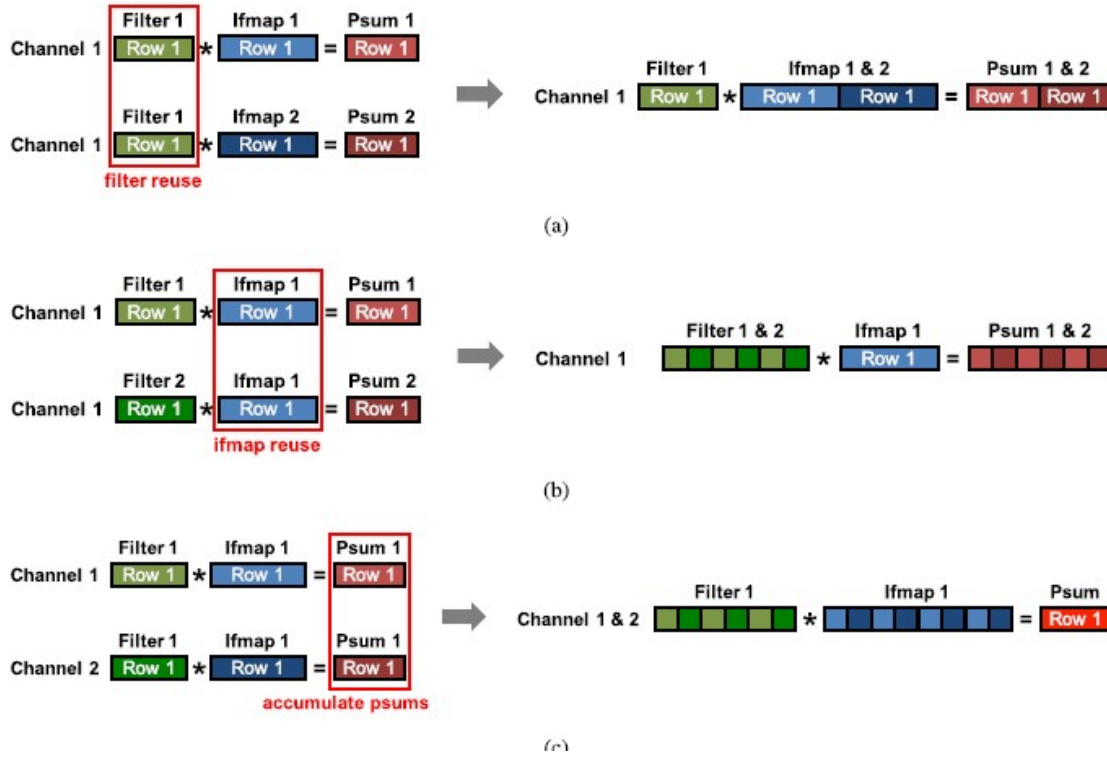 Filter 1 Ifmap 1 Psum 1
Channel 1 Row 1 * Row 1 = Row 1
Filter 1 Ifmap 1 & 2 Psum 1 & 2
Channel 1 Row 1 * Row 1 Row 1 = Row 1 Row 1
Filter 1 Ifmap 2 Psum 2
Channel 1 Row 1 * Row 1 = Row 1
filter reuse
(a)
Filter 1 Ifmap 1 Psum 1
Channel 1 Row 1 * Row 1 = Row 1
Filter 1 & 2 Ifmap 1 Psum 1 & 2
Channel 1 * Row 1 =
Filter 2 Ifmap 1 Psum 2
Channel 1 Row 1 * Row 1 = Row 1
ifmap reuse
(b)
Filter 1 Ifmap 1 Psum 1
Channel 1 Row 1 * Row 1 = Row 1
Filter 1 Ifmap 1 Psum
Channel 1 & 2 * = Row 1
Filter 1 Ifmap 1 Psum 1
Channel 2 Row 1 * Row 1 = Row 1
accumulate psums
(c)